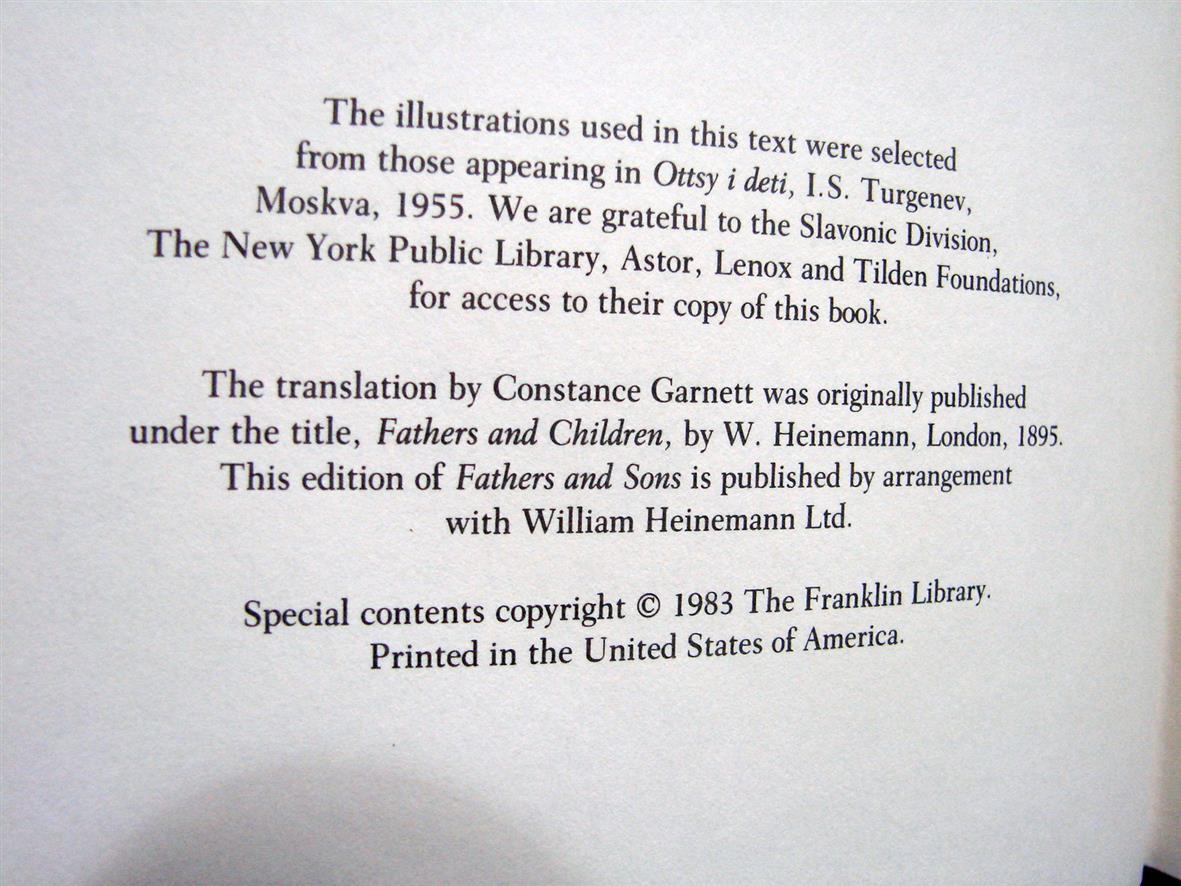 The illustrations used in this text were selected
from those appearing in Ottsy i deti, I.S. Turgenev,
Moskva, 1955. We are grateful to the Slavonic Division,
The New York Public Library, Astor, Lenox and Tilden Foundations,
for access to their copy of this book.
The translation by Constance Garnett was originally published
under the title, Fathers and Children, by W. Heinemann, London, 1895.
This edition of Fathers and Sons is published by arrangement
with William Heinemann Ltd.
Special contents copyright © 1983 The Franklin Library.
Printed in the United States of America.